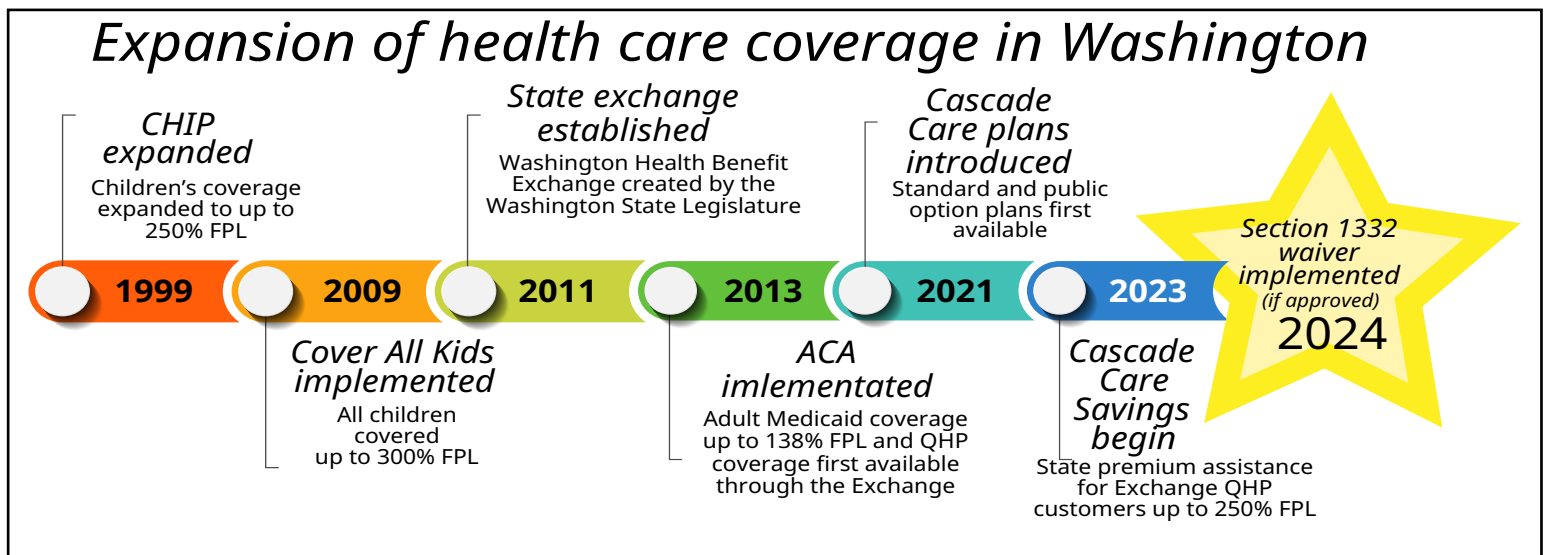 Expansion of health care coverage in Washington
CHIP
expanded
Children’s coverage
expanded to up to
250% FPL
State exchange
established
Washington Health Benefit
Exchange created by the
Washington State Legislature
Cascade
Care plans
introduced
Standard and public
option plans first
available
Section 1332
waiver
implemented
(if approved)
2024
1999
2009
2011
2013
2021
2023
Cover All Kids
implemented
All children
covered
up to 300% FPL
ACA
imlementated
Adult Medicaid coverage
up to 138% FPL and QHP
coverage first available
through the Exchange
Cascade
Care
Savings
begin
State premium assistance
for Exchange QHP
customers up to 250% FPL